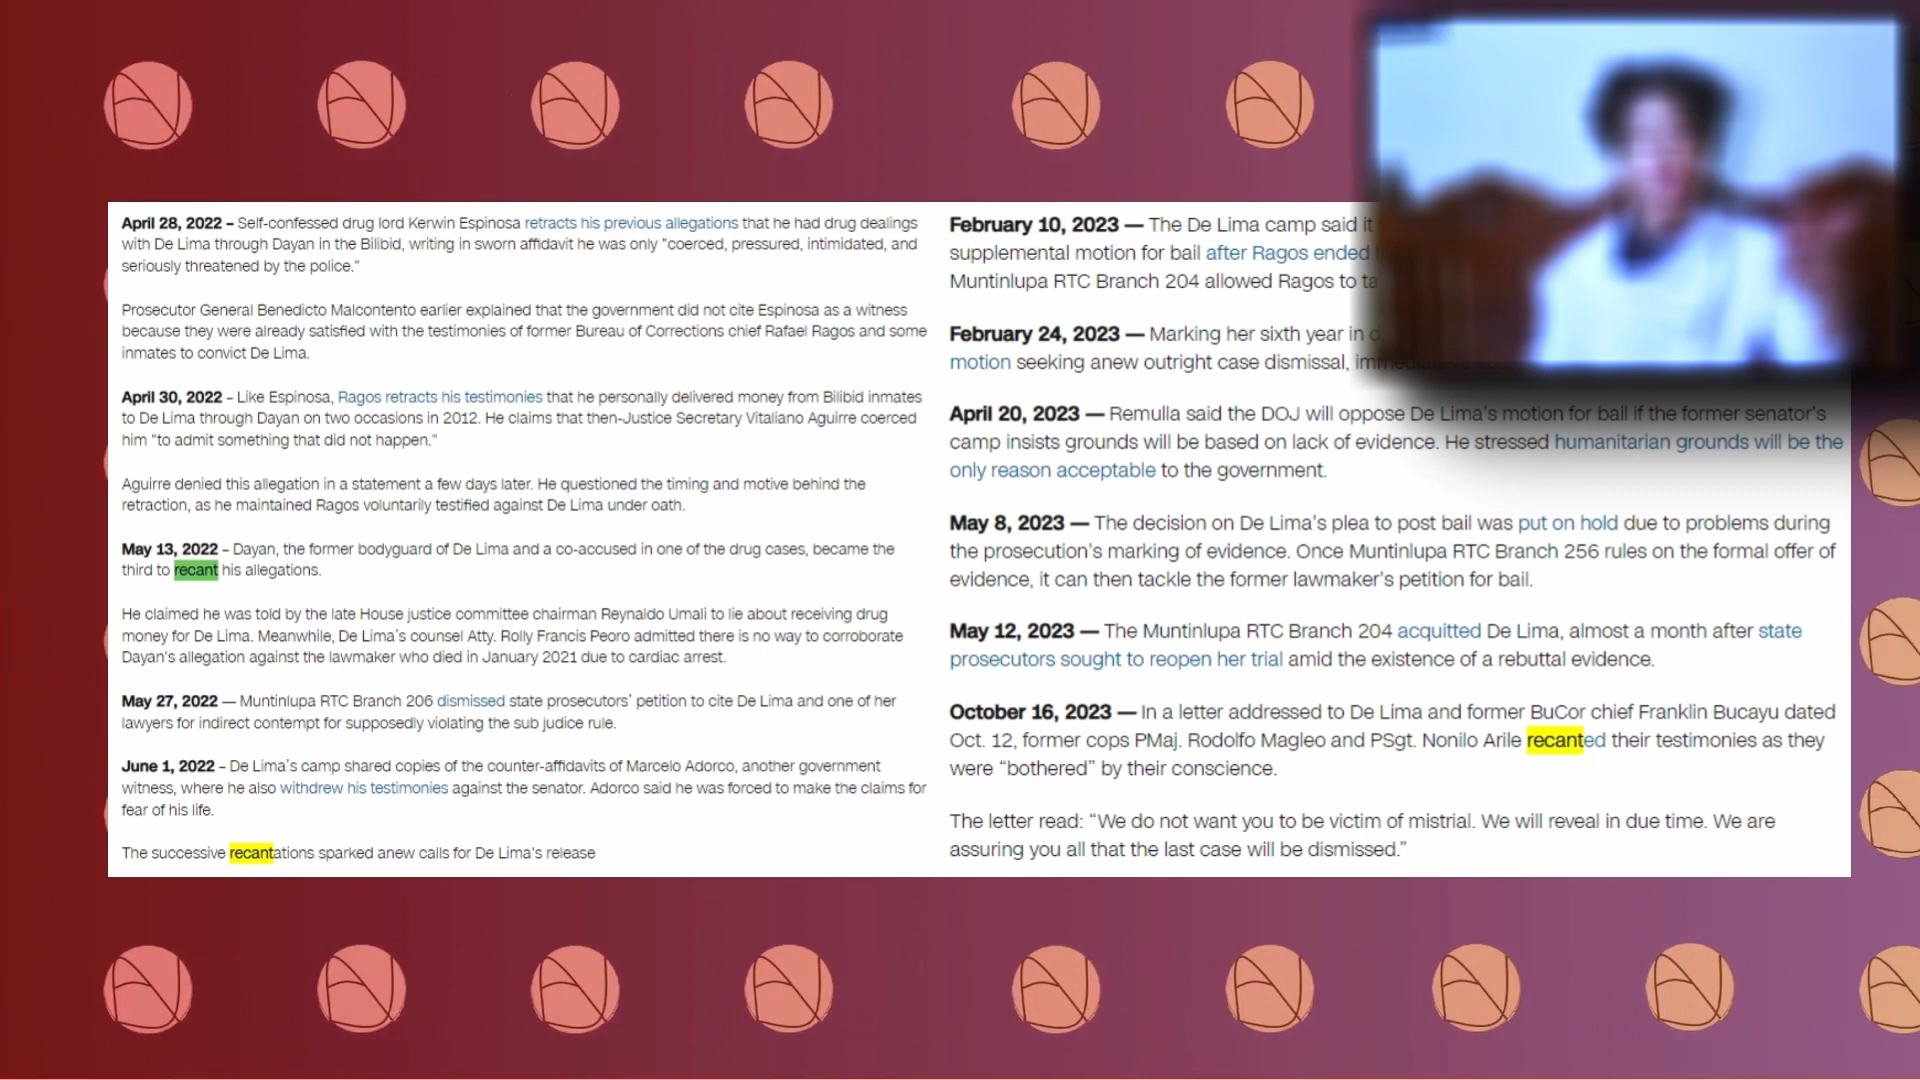 April 28, 2022 – Self-confessed drug lord Kerwin Espinosa retracts his previous allegations that he had drug dealings
with De Lima through Dayan in the Bilibid, writing in sworn affidavit he was only "coerced, pressured, intimidated, and
seriously threatened by the police."
Prosecutor General Benedicto Malcontento earlier explained that the government did not cite Espinosa as a witness
because they were already satisfied with the testimonies of former Bureau of Corrections chief Rafael Ragos and some
inmates to convict De Lima.
April 30, 2022 – Like Espinosa, Ragos retracts his testimonies that he personally delivered money from Bilibid inmates
to De Lima through Dayan on two occasions in 2012. He claims that then-Justice Secretary Vitaliano Aguirre coerced
him "to admit something that did not happen."
Aguirre denied this allegation in a statement a few days later. He questioned the timing and motive behind the
retraction, as he maintained Ragos voluntarily testified against De Lima under oath.
May 13, 2022 – Dayan, the former bodyguard of De Lima and a co-accused in one of the drug cases, became the
third to recant his allegations.
He claimed he was told by the late House justice committee chairman Reynaldo Umali to lie about receiving drug
money for De Lima. Meanwhile, De Lima's counsel Atty. Rolly Francis Peoro admitted there is no way to corroborate
Dayan's allegation against the lawmaker who died in January 2021 due to cardiac arrest.
May 27, 2022 — Muntinlupa RTC Branch 206 dismissed state prosecutors' petition to cite De Lima and one of her
lawyers for indirect contempt for supposedly violating the sub judice rule.
June 1, 2022 – De Lima's camp shared copies of the counter-affidavits of Marcelo Adorco, another government
witness, where he also withdrew his testimonies against the senator. Adorco said he was forced to make the claims for
fear of his life.
The successive recantations sparked anew calls for De Lima's release
February 10, 2023 — The De Lima camp said it
supplemental motion for bail after Ragos ended
Muntinlupa RTC Branch 204 allowed Ragos to
February 24, 2023 — Marking her sixth year in
motion seeking anew outright case dismissal,
April 20, 2023 — Remulla said the DOJ will oppose De Lima's motion for bail if the former senator's
camp insists grounds will be based on lack of evidence. He stressed humanitarian grounds will be the
only reason acceptable to the government.
May 8, 2023 — The decision on De Lima's plea to post bail was put on hold due to problems during
the prosecution's marking of evidence. Once Muntinlupa RTC Branch 256 rules on the formal offer of
evidence, it can then tackle the former lawmaker's petition for bail.
May 12, 2023 — The Muntinlupa RTC Branch 204 acquitted De Lima, almost a month after state
prosecutors sought to reopen her trial amid the existence of a rebuttal evidence.
October 16, 2023 — In a letter addressed to De Lima and former BuCor chief Franklin Bucayu dated
Oct. 12, former cops PMaj. Rodolfo Magleo and PSgt. Nonilo Arile recanted their testimonies as they
were “bothered” by their conscience.
The letter read: “We do not want you to be victim of mistrial. We will reveal in due time. We are
assuring you all that the last case will be dismissed.”